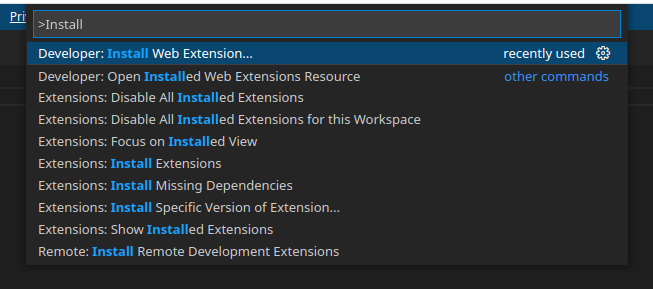 Pri
>Install
Developer: Install Web Extension... recently used
Developer: Open Installed Web Extensions Resource other commands
Extensions: Disable All Installed Extensions
Extensions: Disable All Installed Extensions for this Workspace
Extensions: Focus on Installed View
Extensions: Install Extensions
Extensions: Install Missing Dependencies
Extensions: Install Specific Version of Extension...
Extensions: Show Installed Extensions
Remote: Install Remote Development Extensions